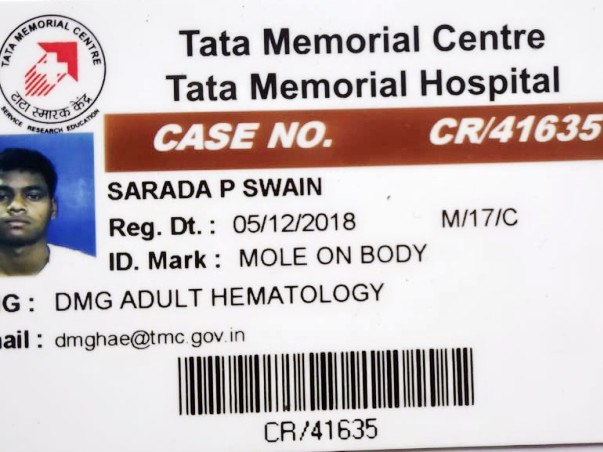 TATA MEMORIAL CENTRE
टाटा स्मारक केंद्र
SERVICE RESEARCH EDUCATION
Tata Memorial Centre
Tata Memorial Hospital
CASE NO. CR/41635
SARADA P SWAIN
Reg. Dt. : 05/12/2018 M/17/C
ID. Mark : MOLE ON BODY
G : DMG ADULT HEMATOLOGY
ail : dmghae@tmc.gov.in
CR/41635